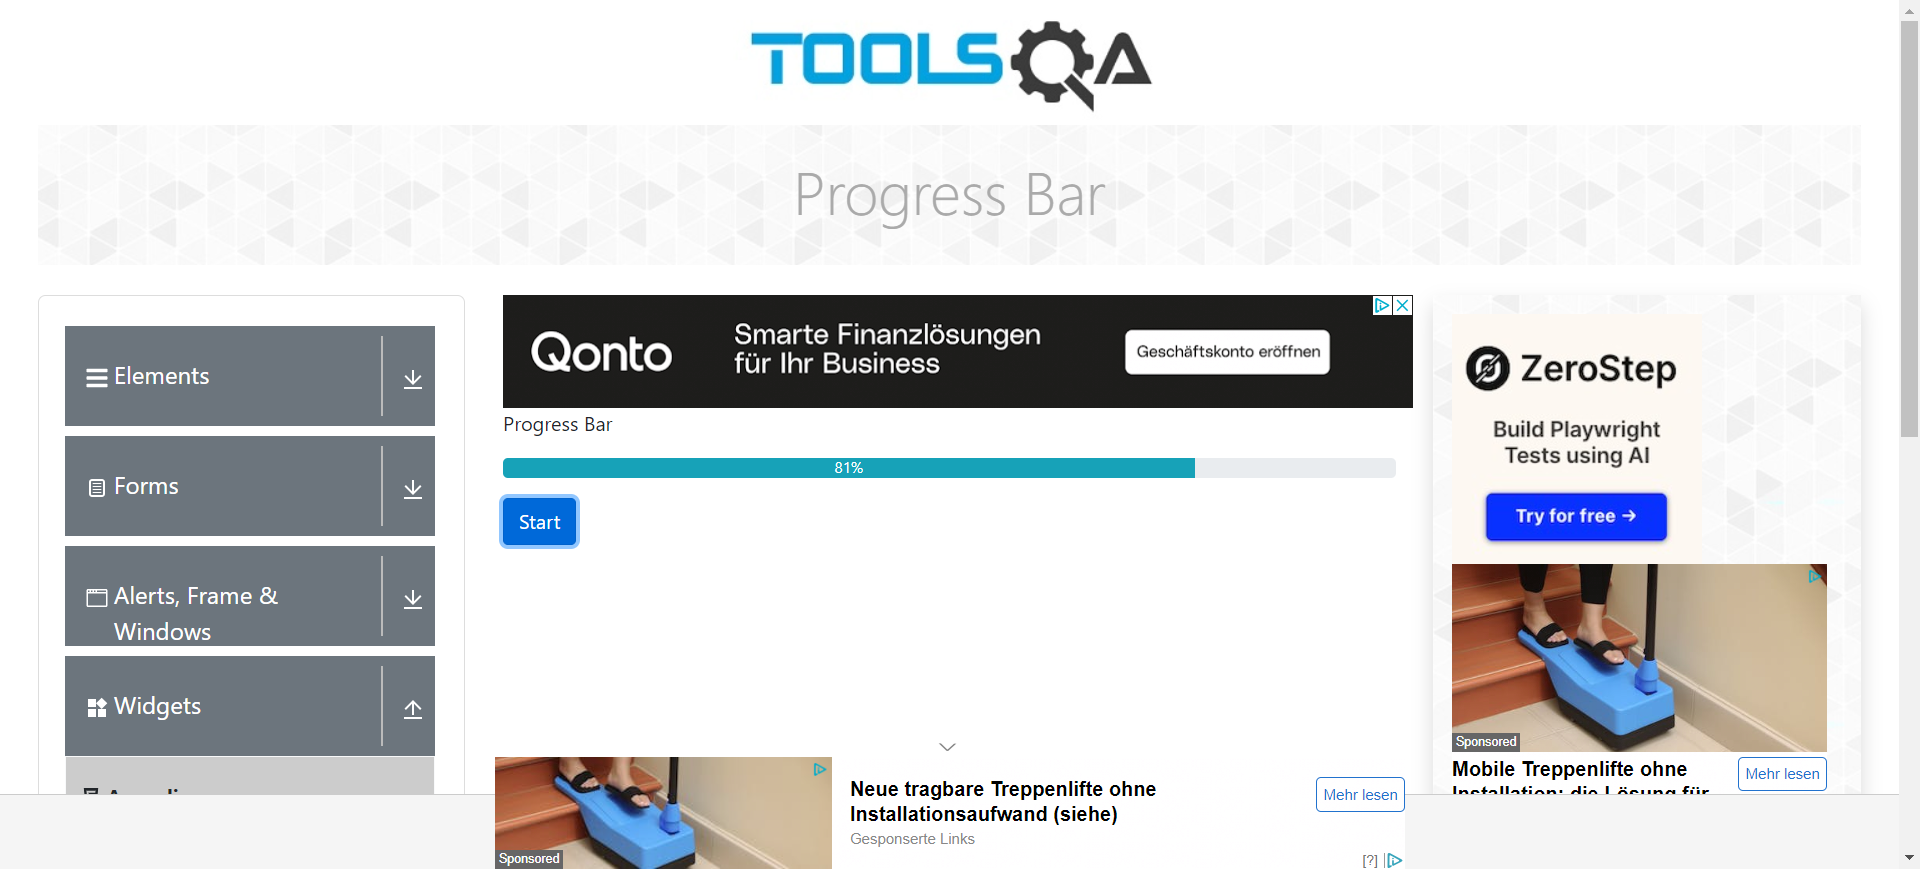 TOOLSQA
Progress Bar
Elements
Forms
Alerts, Frame &
Windows
Widgets
Qonto
Smarte Finanzlösungen
für Ihr Business
Geschäftskonto eröffnen
Progress Bar
81%
Start
ZeroStep
Build Playwright
Tests using AI
Try for free →
Sponsored
Mobile Treppenlifte ohne
Mehr lesen
Sponsored
Neue tragbare Treppenlifte ohne
Installationsaufwand (siehe)
Gesponserte Links
Mehr lesen
[?]